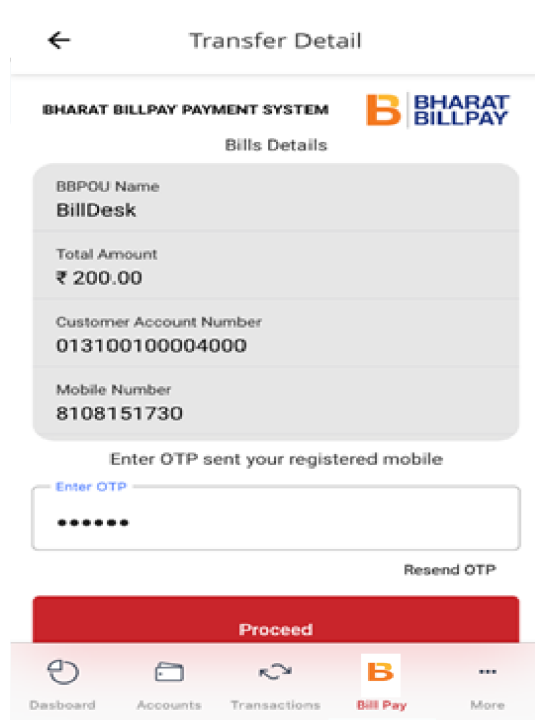 Transfer Detail
BHARAT BILLPAY PAYMENT SYSTEM
B BHARAT
BILLPAY
Bills Details
BBPOU Name
BillDesk
Total Amount
₹ 200.00
Customer Account Number
013100100004000
Mobile Number
8108151730
Enter OTP sent your registered mobile
Enter OTP
••••••
Resend OTP
Proceed
B
Dasboard Accounts Transactions Bill Pay More